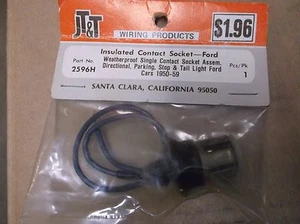 JT&T
WIRING PRODUCTS
$1.96
Insulated Contact Socket—Ford
Part No.
2596H
Weatherproof Single Contact Socket Assem.
Directional, Parking, Stop & Tail Light Ford
Cars 1950-59
Pcs/Pk
1
SANTA CLARA, CALIFORNIA 95050